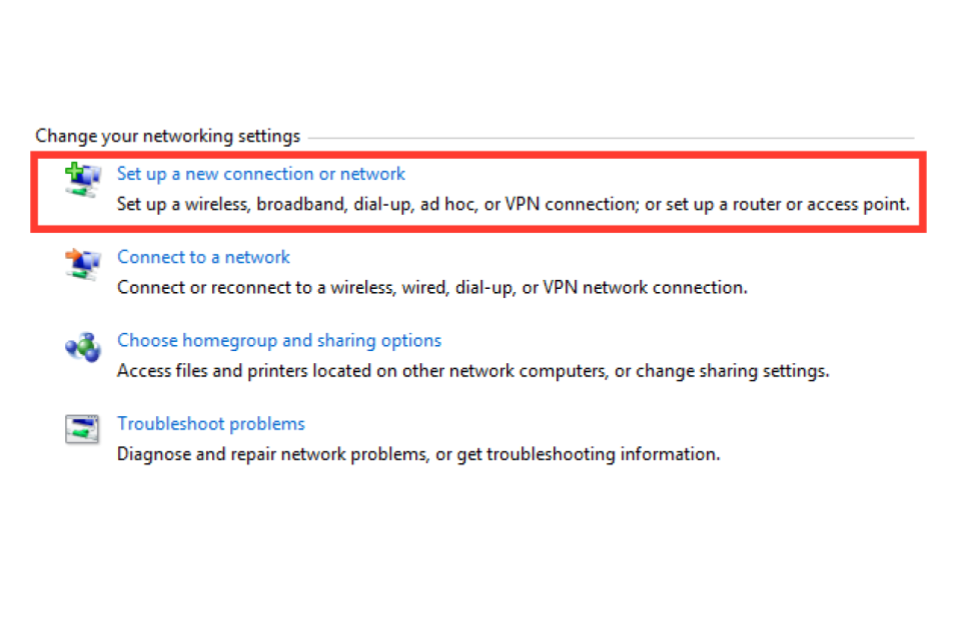 Change your networking settings
Set up a new connection or network
Set up a wireless, broadband, dial-up, ad hoc, or VPN connection; or set up a router or access point.
Connect to a network
Connect or reconnect to a wireless, wired, dial-up, or VPN network connection.
Choose homegroup and sharing options
Access files and printers located on other network computers, or change sharing settings.
Troubleshoot problems
Diagnose and repair network problems, or get troubleshooting information.